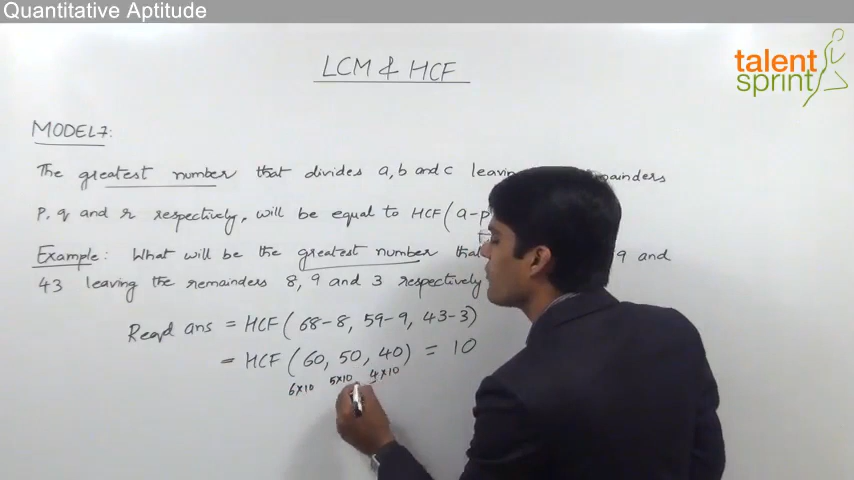 Quantitative Aptitude
talent
sprint
LCM & HCF
MODEL 7:
The greatest number that divides a, b and c
p, q and r respectively, will be equal to HCF(a-p
Example: What will be the greatest number 9 and
43 leaving the remainders 8, 9 and 3 respectively
Reqd ans = HCF(68-8, 59-9, 43-3)
= HCF(60, 50, 40) = 10
6x10 5x10 4x10